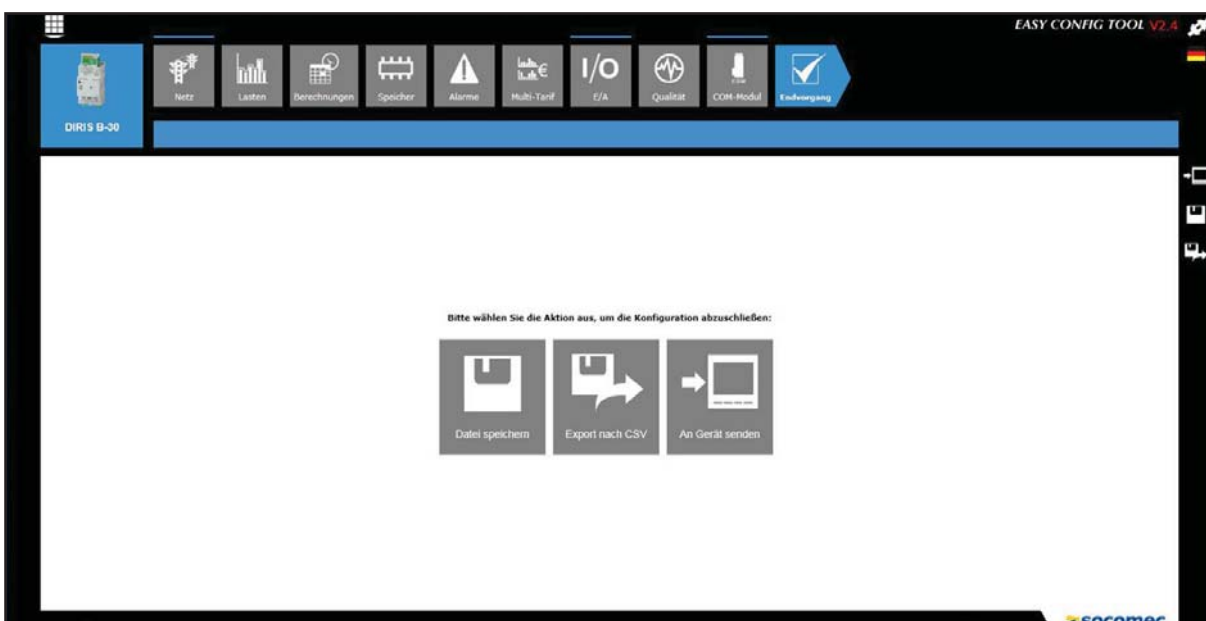 EASY CONFIG TOOL V2.4
Netz
Lasten
Berechnungen
Speicher
Alarme
€
Multi-Tarif
I/O
E/A
Qualität
COM-Modul
Endvorgang
DIRIS B-30
Bitte wählen Sie die Aktion aus, um die Konfiguration abzuschließen:
Datei speichern
Export nach CSV
An Gerät senden
socomec